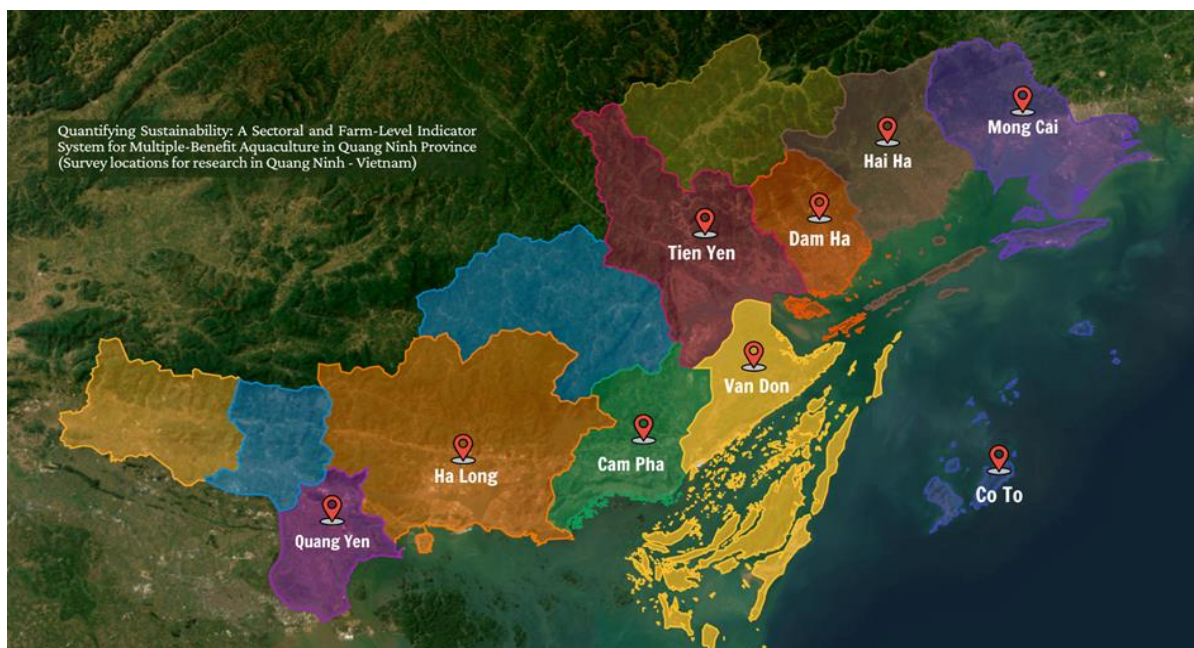 Quantifying Sustainability: A Sectoral and Farm-Level Indicator
System for Multiple-Benefit Aquaculture in Quang Ninh Province
(Survey locations for research in Quang Ninh - Vietnam)
Mong Cai
Hai Ha
Dam Ha
Tien Yen
Van Don
Cam Pha
Ha Long
Co To
Quang Yen